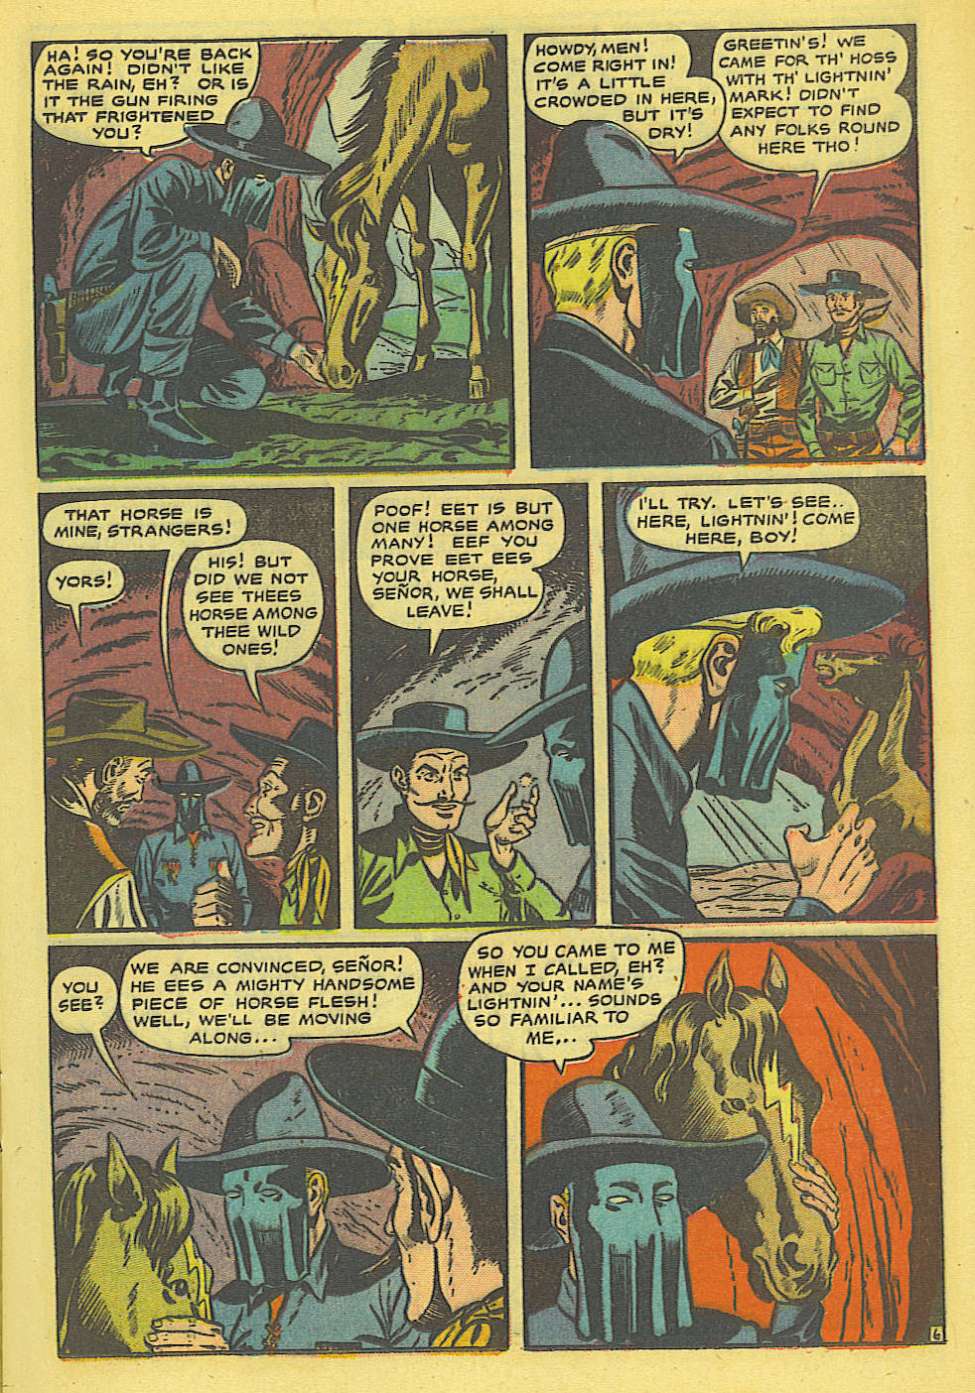 HA! SO YOU'RE BACK
AGAIN! DIDN'T LIKE
THE RAIN, EH? OR IS
IT THE GUN FIRING
THAT FRIGHTENED
YOU?
HOWDY, MEN!
COME RIGHT IN!
IT'S A LITTLE
CROWDED IN HERE,
BUT IT'S
DRY!
GREETIN'S! WE
CAME FOR TH' HOSS
WITH TH' LIGHTNIN'
MARK! DIDN'T
EXPECT TO FIND
ANY FOLKS ROUND
HERE THO!
THAT HORSE IS
MINE, STRANGERS!
YORS!
HIS! BUT
DID WE NOT
SEE THEES
HORSE AMONG
THEE WILD
ONES!
POOF! EET IS BUT
ONE HORSE AMONG
MANY! EEF YOU
PROVE EET EES
YOUR HORSE,
SEÑOR, WE SHALL
LEAVE!
I'LL TRY. LET'S SEE..
HERE, LIGHTNIN'! COME
HERE, BOY!
YOU
SEE?
WE ARE CONVINCED, SEÑOR!
HE EES A MIGHTY HANDSOME
PIECE OF HORSE FLESH!
WELL, WE'LL BE MOVING
ALONG...
SO YOU CAME TO ME
WHEN I CALLED, EH?
AND YOUR NAME'S
LIGHTNIN'... SOUNDS
SO FAMILIAR TO
ME...
6